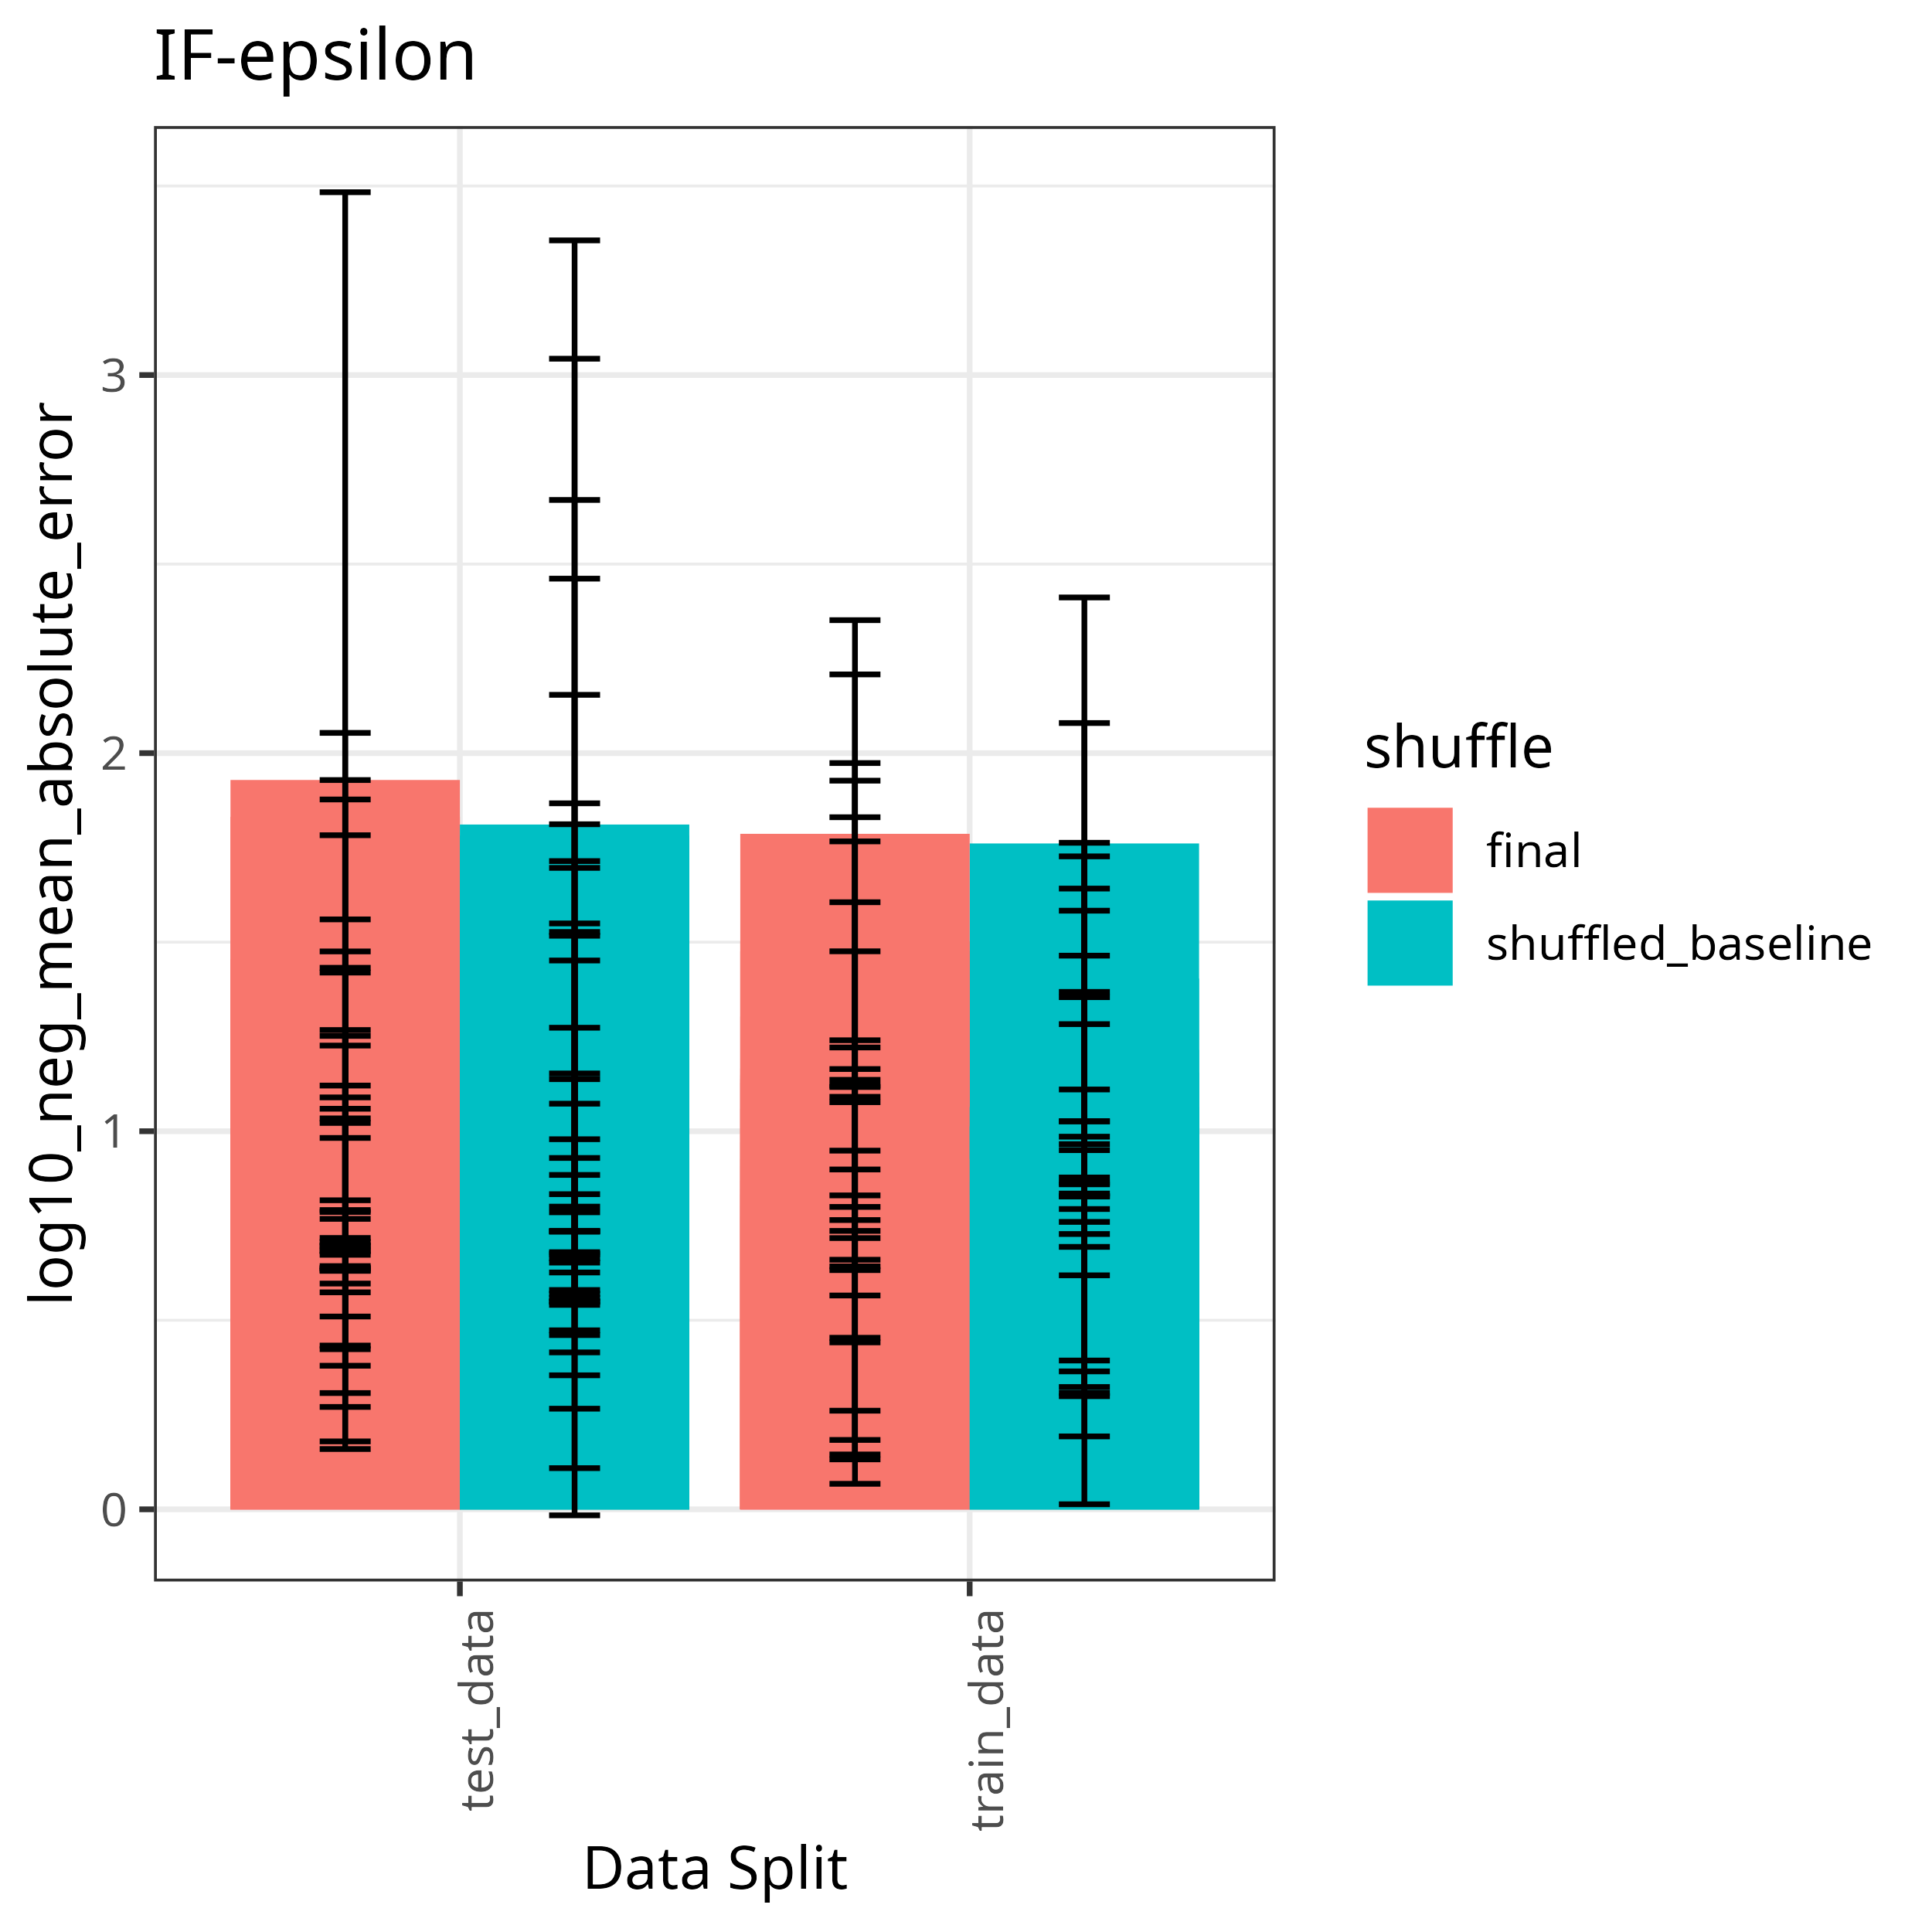 IF-epsilon
log10_neg_mean_absolute_error
3
2
1
0
test_data
train_data
Data Split
shuffle
final
shuffled_baseline